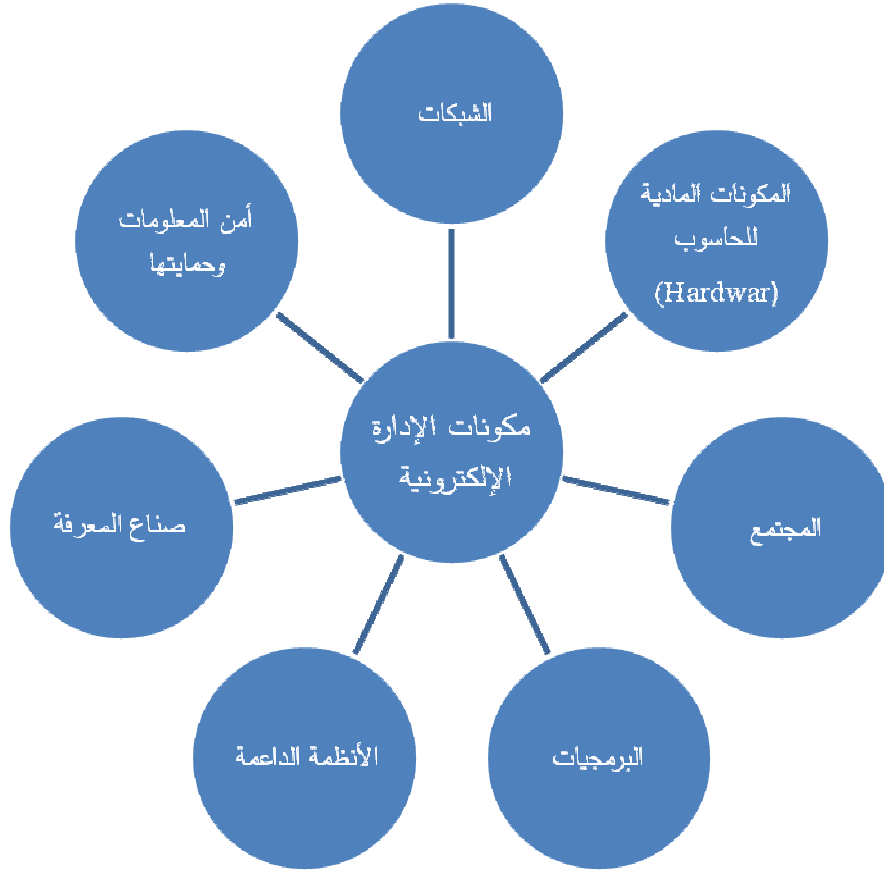 الشبكات
المكونات المادية
للحاسوب
(Hardwar)
المجتمع
البرمجيات
الأنظمة الداعمة
صناع المعرفة
أمن المعلومات
وحمايتها
مكونات الإدارة
الإلكترونية